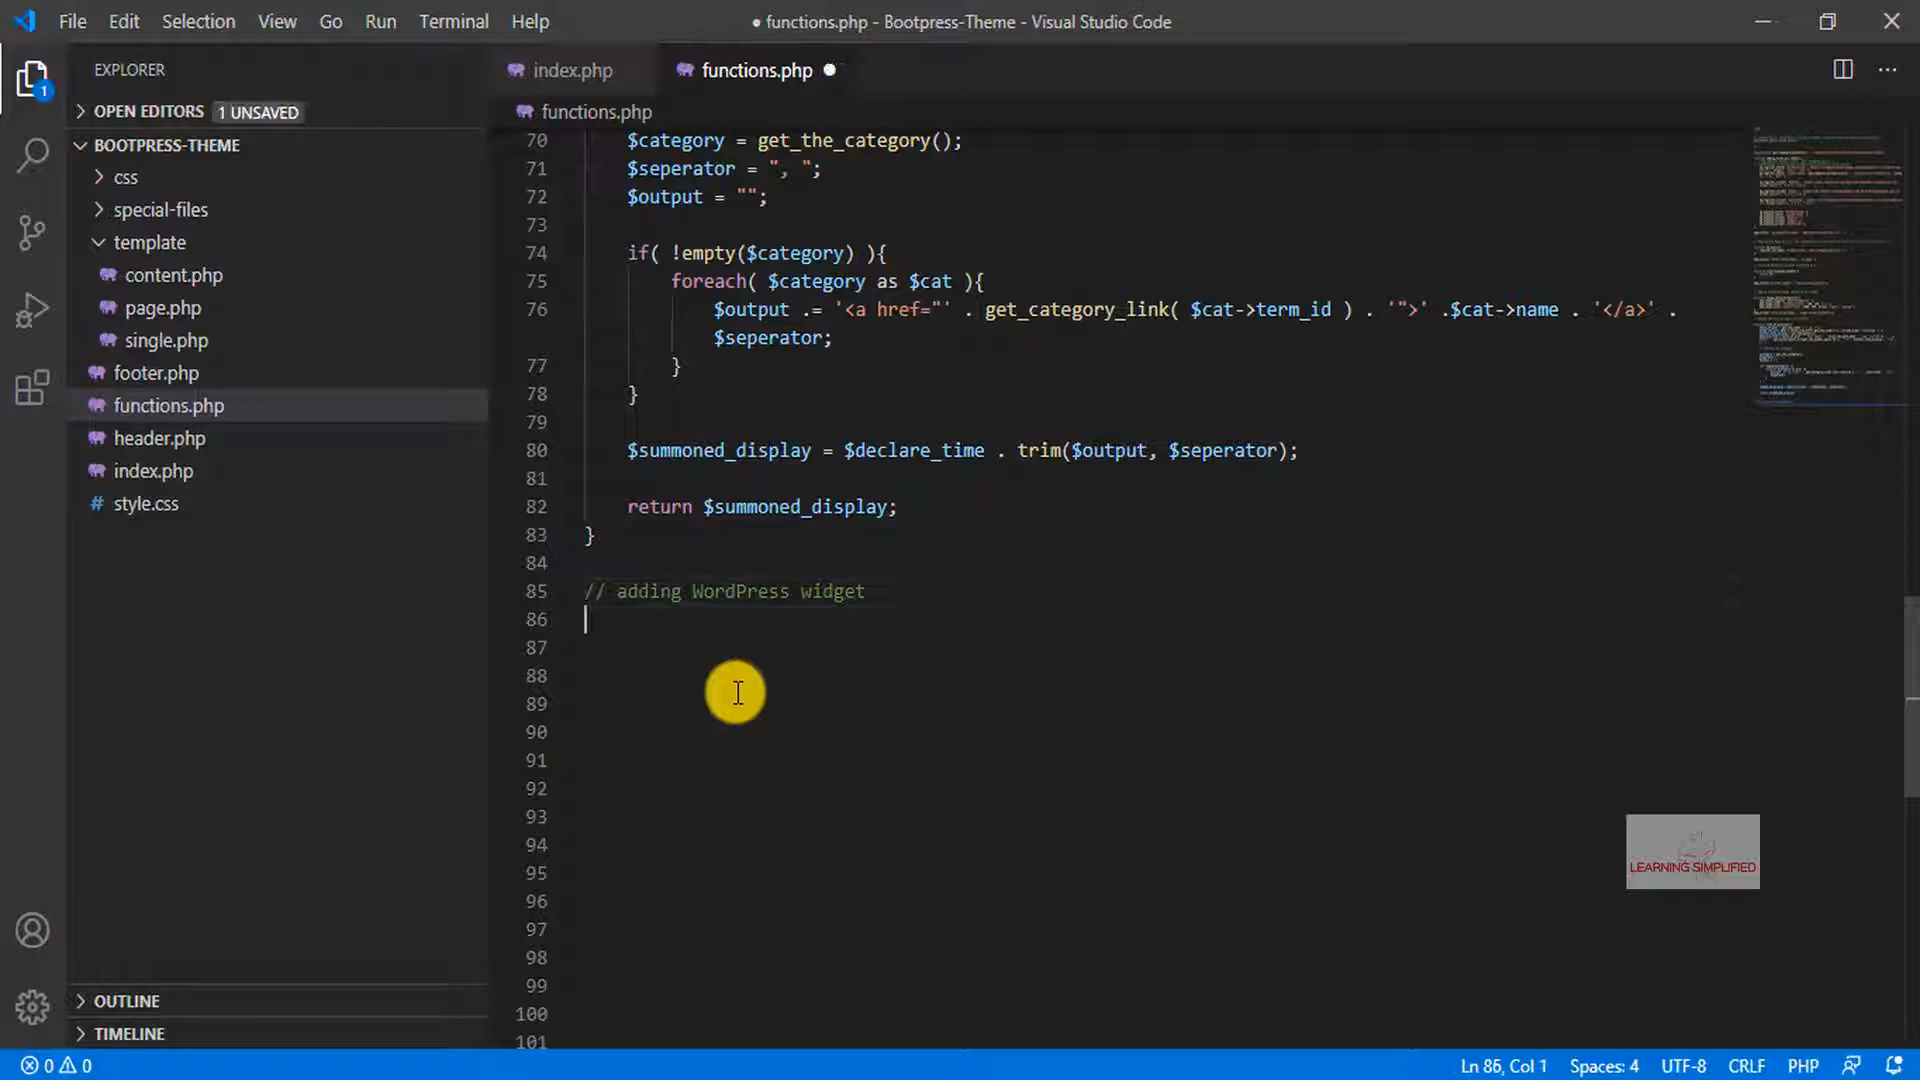 File Edit Selection View Go Run Terminal Help
● functions.php - Bootpress-Theme - Visual Studio Code
EXPLORER
OPEN EDITORS 1 UNSAVED
BOOTPRESS-THEME
css
special-files
template
content.php
page.php
single.php
footer.php
functions.php
header.php
index.php
# style.css
OUTLINE
TIMELINE
1
index.php functions.php ●
functions.php
70 $category = get_the_category();
71 $seperator = ", ";
72 $output = "";
73
74 if( !empty($category) ){
75 foreach( $category as $cat ){
76 $output .= '<a href="' . get_category_link( $cat->term_id ) . '">' .$cat->name . '</a>' .
$seperator;
77 }
78 }
79
80 $summoned_display = $declare_time . trim($output, $seperator);
81
82 return $summoned_display;
83 }
84
85 // adding WordPress widget
86
87
88
89
90
91
92
93
94
95
96
97
98
99
100
101
LEARNING SIMPLIFIED
0 0
Ln 86, Col 1 Spaces: 4 UTF-8 CRLF PHP